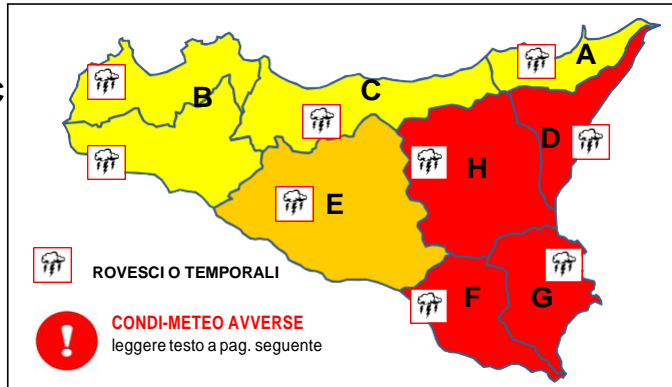 A
C
B
D
H
E
F
G
ROVESCI O TEMPORALI
CONDI-METEO AVVERSE
leggere testo a pag. seguente
!